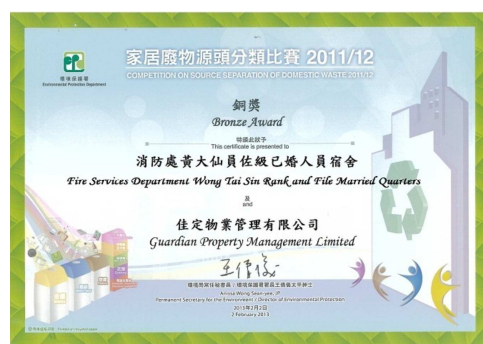 環境保護署
Environmental Protection Department
家居廢物源頭分類比賽 2011/12
COMPETITION ON SOURCE SEPARATION OF DOMESTIC WASTE 2011/12
銅獎
Bronze Award
特頒此狀予
This certificate is presented to
消防處黃大仙員佐級已婚人員宿舍
Fire Services Department Wong Tai Sin Rank and File Married Quarters
及
and
佳定物業管理有限公司
Guardian Property Management Limited
環境局常任秘書長/環境保護署署長王倩儀太平紳士
Anissa Wong Sean-yee, JP
Permanent Secretary for the Environment / Director of Environmental Protection
2013年2月2日
2 February 2013